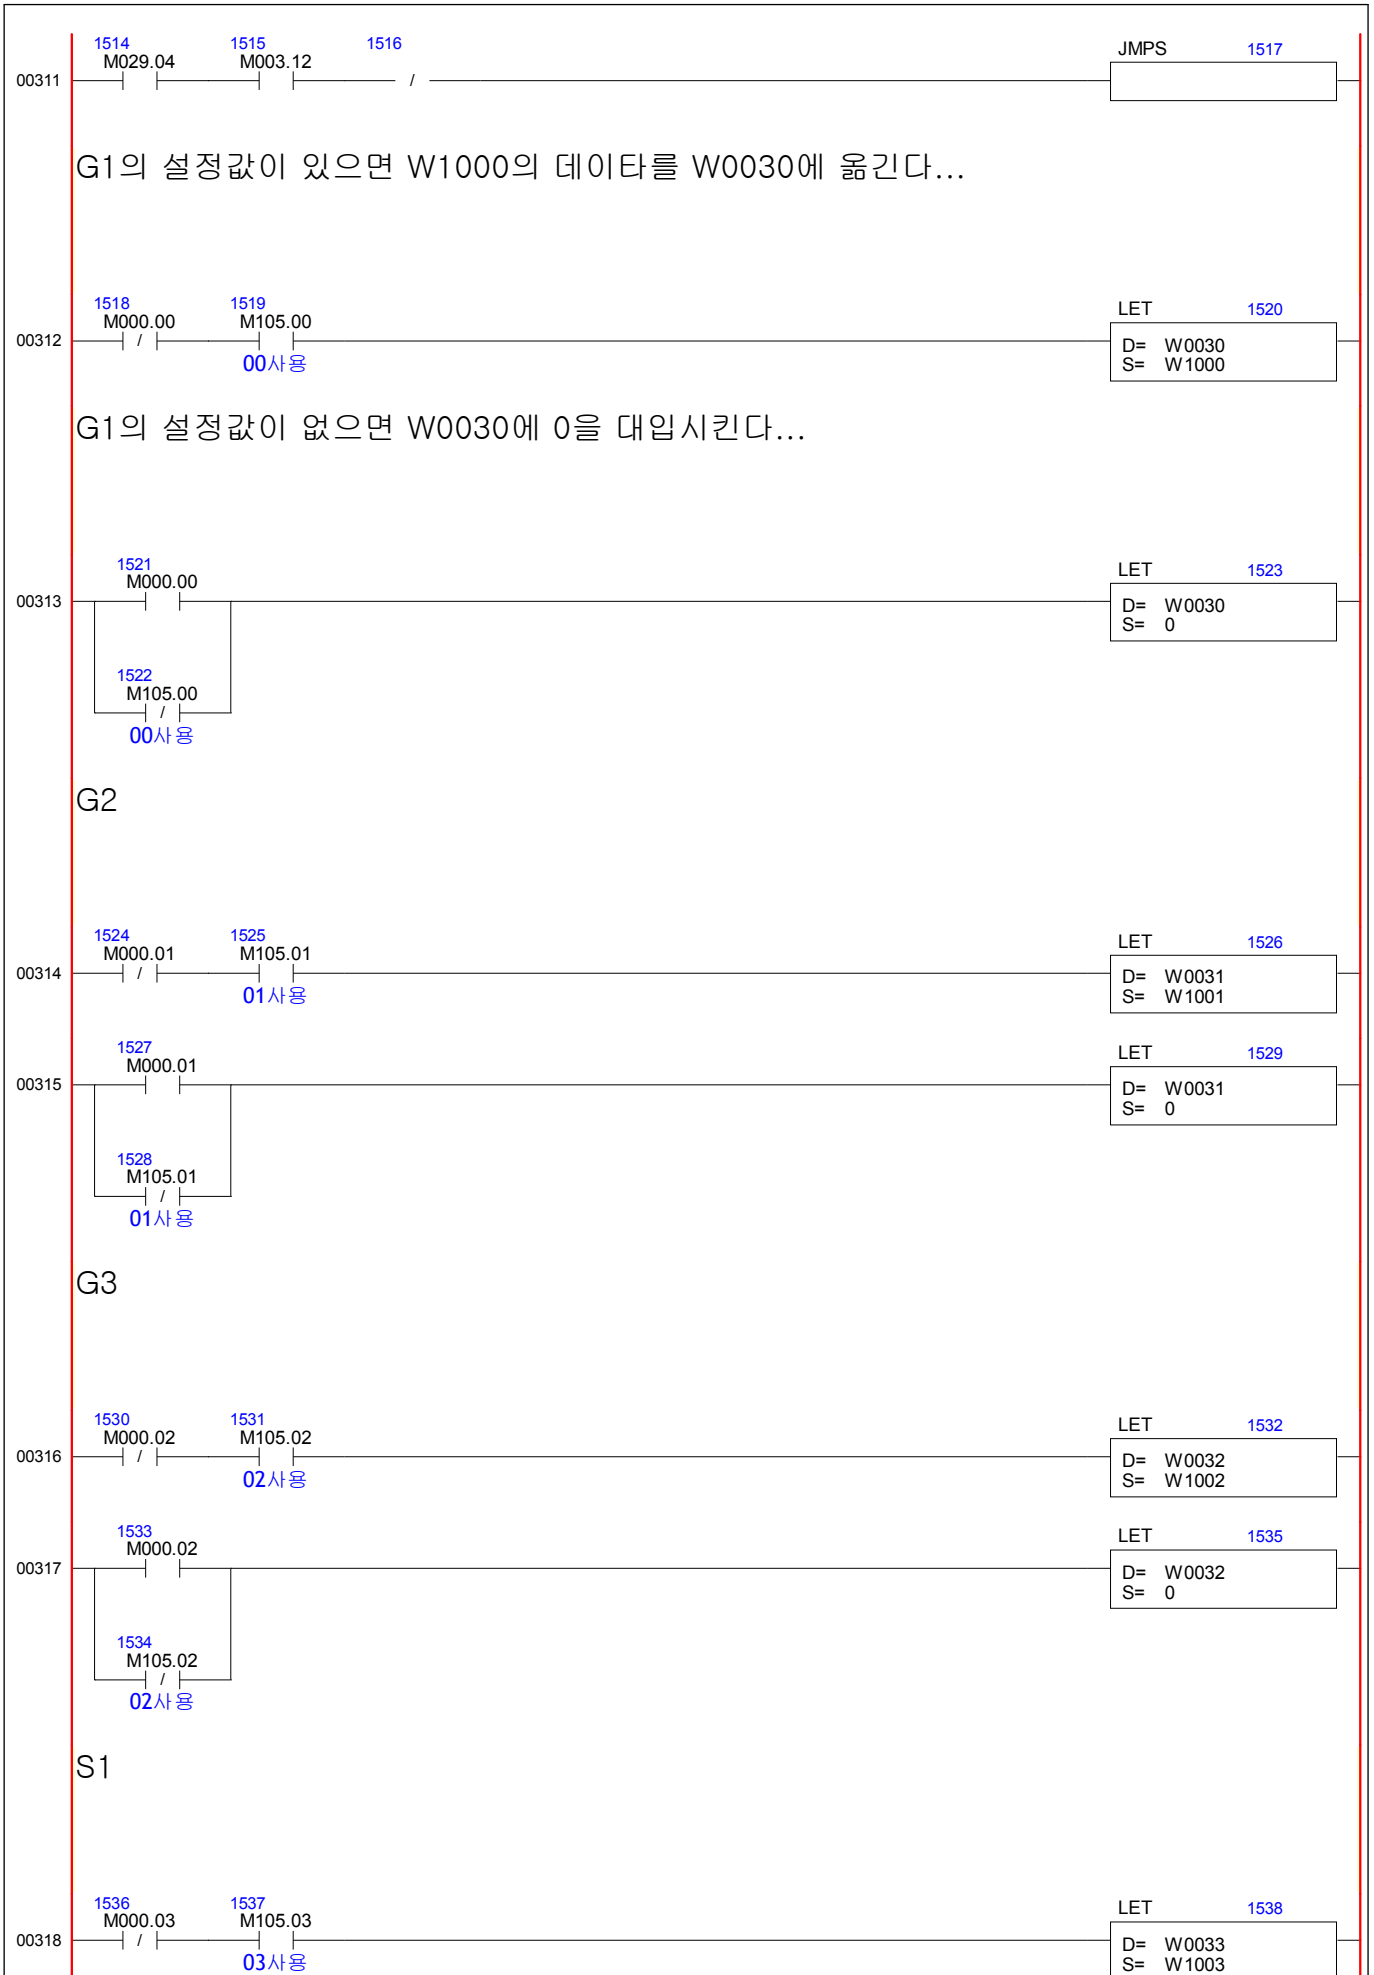 1514 1515 1516
M029.04 M003.12 JMPS 1517
00311 /
G1의 설정값이 있으면 W1000의 데이타를 W0030에 옮긴다...
1518 1519 LET 1520
M000.00 M105.00
00312 / D= W0030
00사용 S= W1000
G1의 설정값이 없으면 W0030에 0을 대입시킨다...
1521 LET 1523
M000.00
00313 D= W0030
S= 0
1522
M105.00
/
00사용
G2
1524 1525 LET 1526
M000.01 M105.01
00314 / D= W0031
01사용 S= W1001
1527 LET 1529
M000.01
00315 D= W0031
S= 0
1528
M105.01
/
01사용
G3
1530 1531 LET 1532
M000.02 M105.02
00316 / D= W0032
02사용 S= W1002
1533 LET 1535
M000.02
00317 D= W0032
S= 0
1534
M105.02
/
02사용
S1
1536 1537 LET 1538
M000.03 M105.03
00318 / D= W0033
03사용 S= W1003